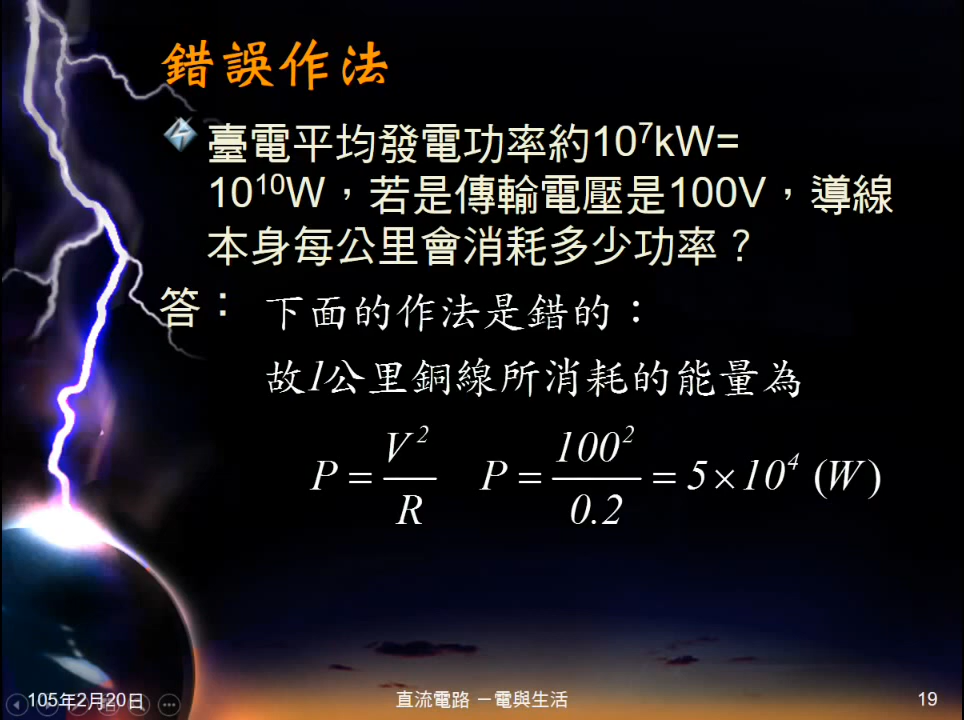 錯誤作法
臺電平均發電功率約10⁷kW=
10¹⁰W，若是傳輸電壓是100V，導線
本身每公里會消耗多少功率？
答： 下面的作法是錯的：
故1公里銅線所消耗的能量為
P = V²/R P = 100²/0.2 = 5×10⁴ (W)
105年2月20日 直流電路 －電與生活 19